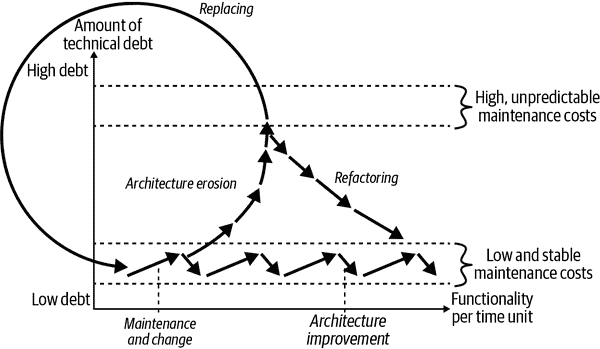 Replacing
Amount of
technical debt
High debt
High, unpredictable
maintenance costs
Architecture erosion
Refactoring
Low and stable
maintenance costs
Low debt
Functionality
per time unit
Maintenance
and change
Architecture
improvement